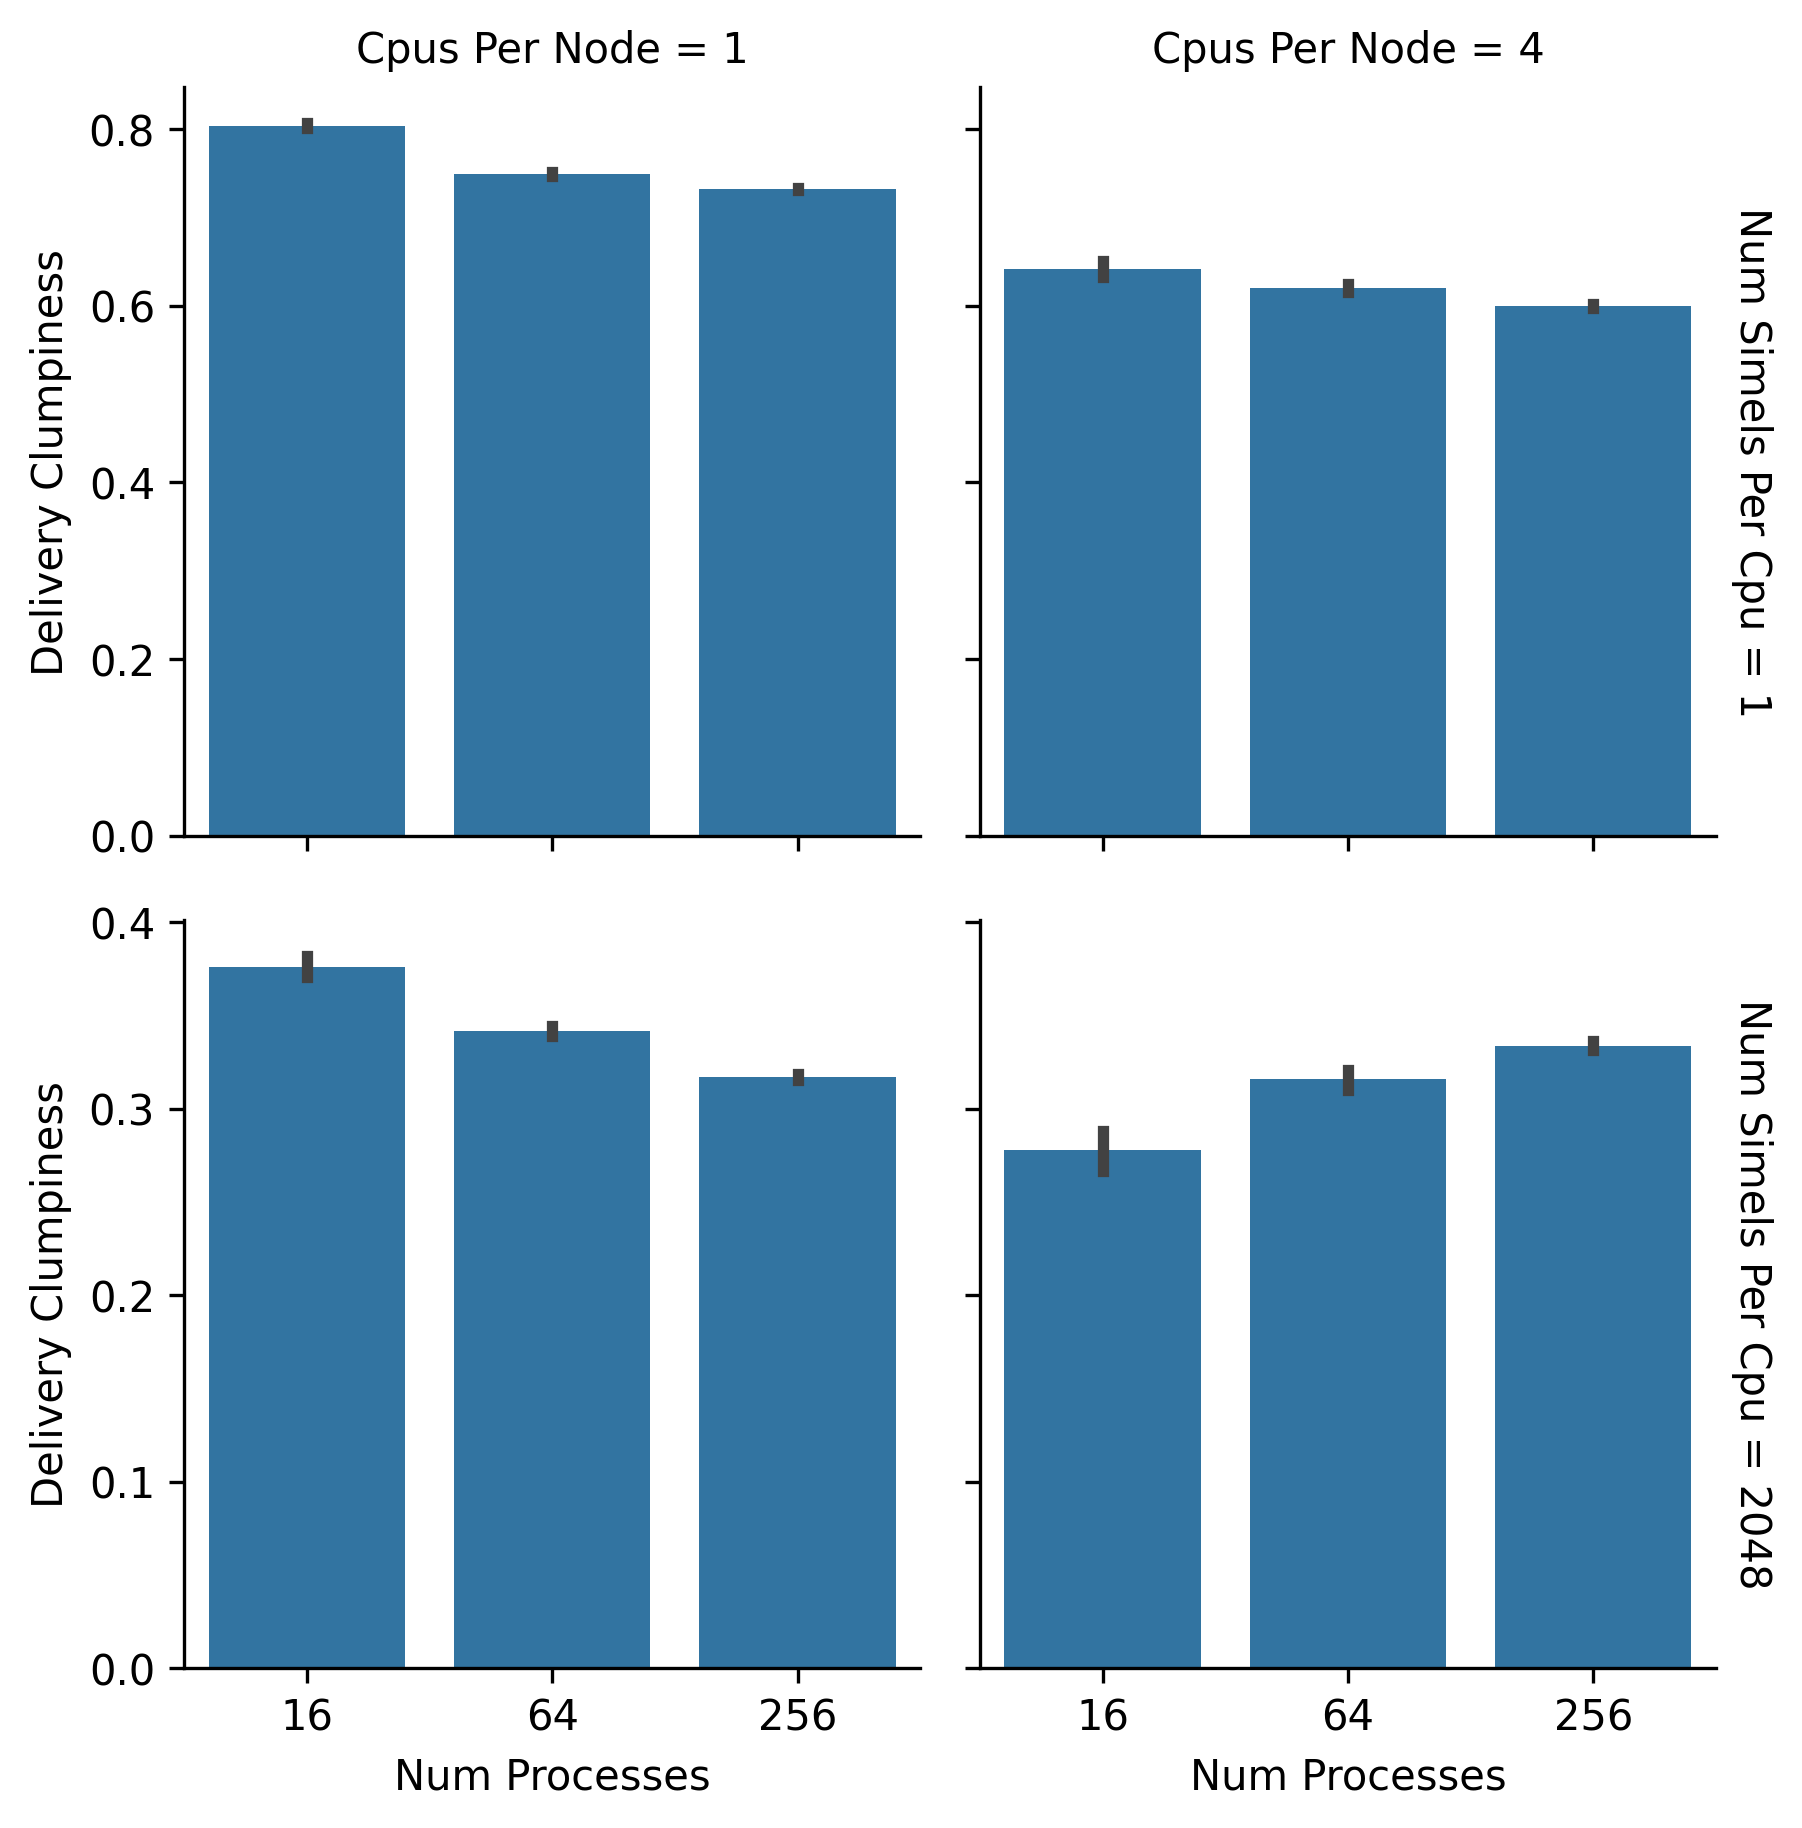 Cpus Per Node = 1
Cpus Per Node = 4
Delivery Clumpiness
0.8
0.6
0.4
0.2
0.0
Num Simels Per Cpu = 1
Delivery Clumpiness
0.4
0.3
0.2
0.1
0.0
Num Simels Per Cpu = 2048
16 64 256
16 64 256
Num Processes
Num Processes